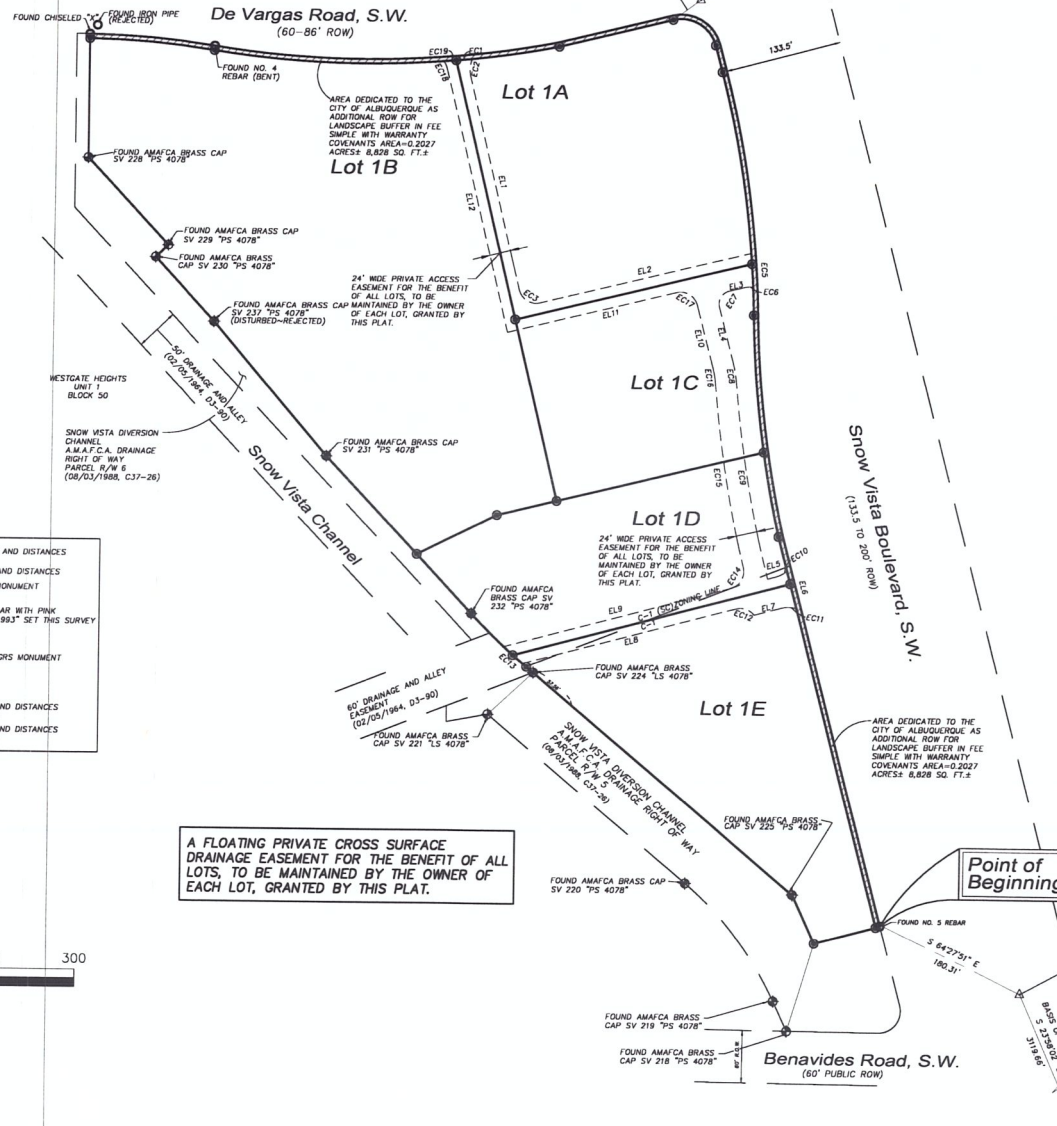 De Vargas Road, S.W.
(60-86' ROW)
FOUND CHISELED "X"
FOUND IRON PIPE
(REJECTED)
FOUND NO. 4
REBAR (BENT)
EC19
EC1
EC2
EC18
Lot 1A
133.5'
AREA DEDICATED TO THE
CITY OF ALBUQUERQUE AS
ADDITIONAL ROW FOR
LANDSCAPE BUFFER IN FEE
SIMPLE WITH WARRANTY
COVENANTS AREA=0.2027
ACRES± 8,828 SQ. FT.±
Lot 1B
FOUND AMAFCA BRASS CAP
SV 228 "PS 4078"
EL1
EL12
FOUND AMAFCA BRASS CAP
SV 229 "PS 4078"
FOUND AMAFCA BRASS
CAP SV 230 "PS 4078"
24' WIDE PRIVATE ACCESS
EASEMENT FOR THE BENEFIT
OF ALL LOTS, TO BE
MAINTAINED BY THE OWNER
OF EACH LOT, GRANTED BY
THIS PLAT.
FOUND AMAFCA BRASS CAP
SV 237 "PS 4078"
(DISTURBED~REJECTED)
EC3
EL2
EC5
EL3
EC6
EC7
EC17
EL11
EL4
EL10
EC16
EC8
50' DRAINAGE AND ALLEY
(02/05/1964, D3-90)
WESTGATE HEIGHTS
UNIT 1
BLOCK 50
SNOW VISTA DIVERSION
CHANNEL
A.M.A.F.C.A. DRAINAGE
RIGHT OF WAY
PARCEL R/W 6
(08/03/1988, C37-26)
Snow Vista Channel
FOUND AMAFCA BRASS CAP
SV 231 "PS 4078"
Lot 1C
Snow Vista Boulevard, S.W.
(133.5 TO 200' ROW)
EC15
EC9
Lot 1D
24' WIDE PRIVATE ACCESS
EASEMENT FOR THE BENEFIT
OF ALL LOTS, TO BE
MAINTAINED BY THE OWNER
OF EACH LOT, GRANTED BY
THIS PLAT.
EC14
EL5
EC10
EL6
AND DISTANCES
AND DISTANCES
MONUMENT
AR WITH PINK
993" SET THIS SURVEY
GRS MONUMENT
ND DISTANCES
ND DISTANCES
FOUND AMAFCA
BRASS CAP SV
232 "PS 4078"
EL9
C-1 (SC) ZONING LINE
C-1
EL8
EC12
EL7
EC11
EC13
FOUND AMAFCA BRASS
CAP SV 224 "LS 4078"
60' DRAINAGE AND ALLEY
EASEMENT
(02/05/1964, D3-90)
FOUND AMAFCA BRASS
CAP SV 221 "LS 4078"
Lot 1E
SNOW VISTA DIVERSION CHANNEL
A.M.A.F.C.A. DRAINAGE RIGHT OF WAY
PARCEL R/W 5
(08/03/1988, C37-26)
AREA DEDICATED TO THE
CITY OF ALBUQUERQUE AS
ADDITIONAL ROW FOR
LANDSCAPE BUFFER IN FEE
SIMPLE WITH WARRANTY
COVENANTS AREA=0.2027
ACRES± 8,828 SQ. FT.±
A FLOATING PRIVATE CROSS SURFACE
DRAINAGE EASEMENT FOR THE BENEFIT OF ALL
LOTS, TO BE MAINTAINED BY THE OWNER OF
EACH LOT, GRANTED BY THIS PLAT.
FOUND AMAFCA BRASS
CAP SV 225 "PS 4078"
FOUND AMAFCA BRASS CAP
SV 220 "PS 4078"
Point of
Beginning
FOUND NO. 5 REBAR
S 64°27'51" E
180.31'
300
BASIS O
S 23°58'02"
3119.66'
FOUND AMAFCA BRASS
CAP SV 219 "PS 4078"
FOUND AMAFCA BRASS
CAP SV 218 "PS 4078"
60' R.O.W.
Benavides Road, S.W.
(60' PUBLIC ROW)